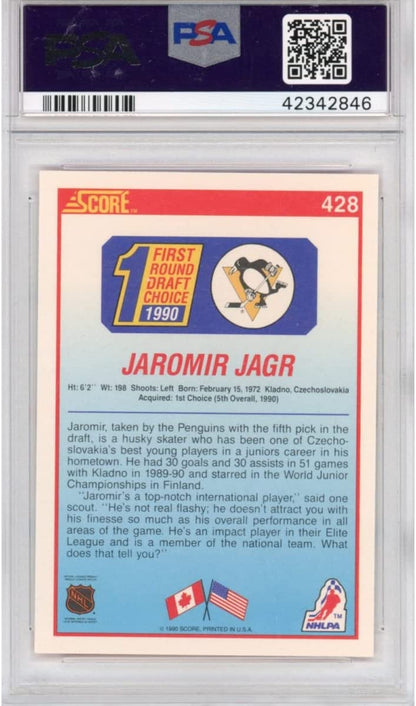 PSA
PSA
42342846
SCORE™
428
1 FIRST
ROUND
DRAFT
CHOICE
1990
JAROMIR JAGR
Ht: 6'2'' Wt: 198 Shoots: Left Born: February 15, 1972 Kladno, Czechoslovakia
Acquired: 1st Choice (5th Overall, 1990)
Jaromir, taken by the Penguins with the fifth pick in the
draft, is a husky skater who has been one of Czecho-
slovakia's best young players in a juniors career in his
hometown. He had 30 goals and 30 assists in 51 games
with Kladno in 1989-90 and starred in the World Junior
Championships in Finland.
''Jaromir's a top-notch international player,'' said one
scout. ''He's not real flashy; he doesn't attract you with
his finesse so much as his overall performance in all
areas of the game. He's an impact player in their Elite
League and is a member of the national team. What
does that tell you?''
NHL
NHLPA
™
© 1990 SCORE, PRINTED IN U.S.A.